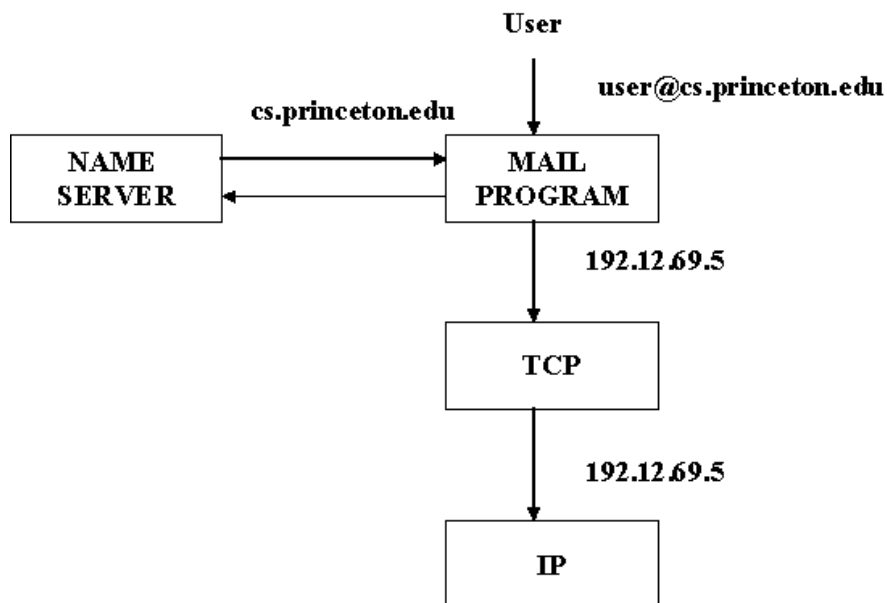 User
user@cs.princeton.edu
cs.princeton.edu
NAME
SERVER
MAIL
PROGRAM
192.12.69.5
TCP
192.12.69.5
IP